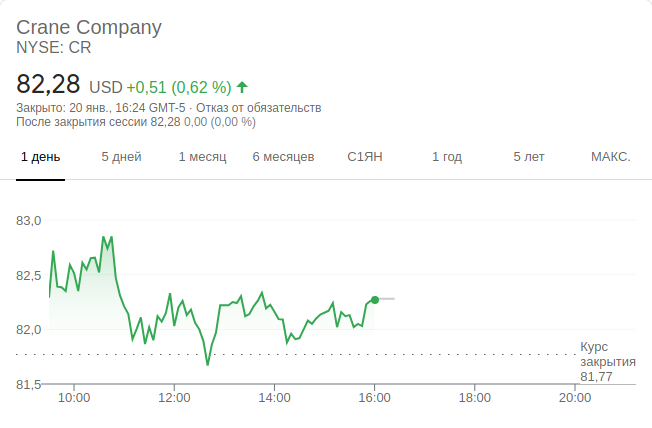 Crane Company
NYSE: CR
82,28 USD +0,51 (0,62 %)
Закрыто: 20 янв., 16:24 GMT-5 · Отказ от обязательств
После закрытия сессии 82,28 0,00 (0,00 %)
1 день 5 дней 1 месяц 6 месяцев С1ЯН 1 год 5 лет МАКС.
83,0
82,5
82,0
Курс
закрытия
81,77
81,5
10:00 12:00 14:00 16:00 18:00 20:00